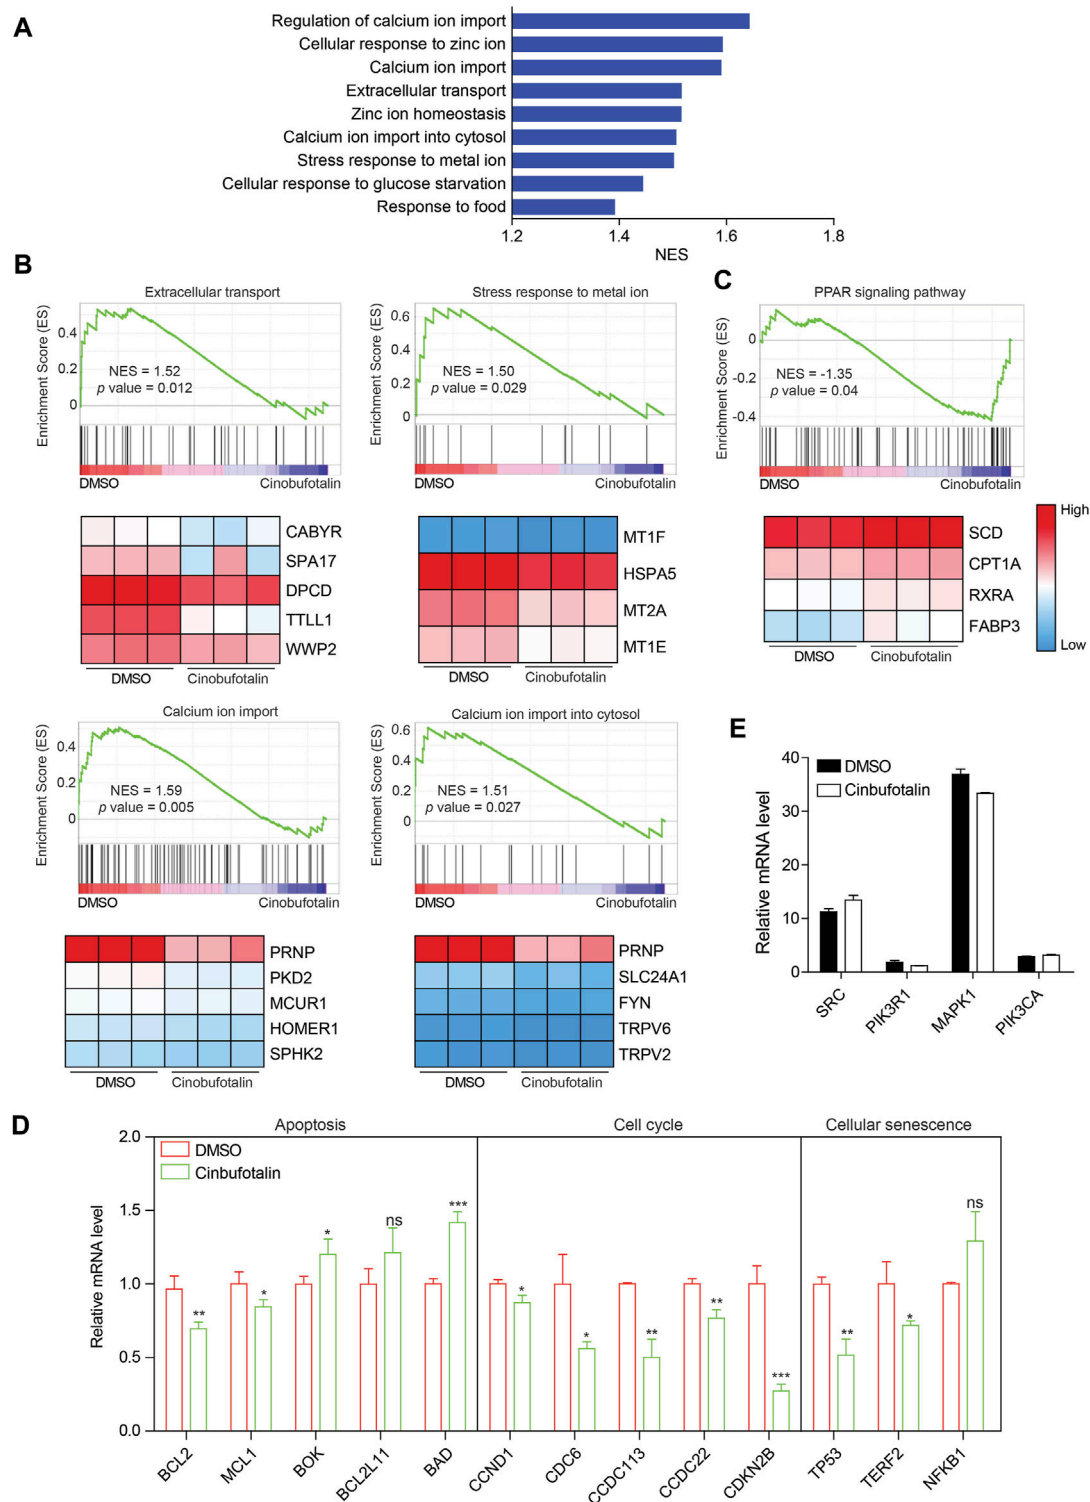 A
Regulation of calcium ion import
Cellular response to zinc ion
Calcium ion import
Extracellular transport
Zinc ion homeostasis
Calcium ion import into cytosol
Stress response to metal ion
Cellular response to glucose starvation
Response to food
1.2 1.4 1.6 1.8
NES
B
Extracellular transport
Enrichment Score (ES)
0.4
0.2
0
NES = 1.52
p value = 0.012
DMSO Cinobufotalin
CABYR
SPA17
DPCD
TTLL1
WWP2
DMSO Cinobufotalin
Stress response to metal ion
Enrichment Score (ES)
0.6
0.4
0.2
0
NES = 1.50
p value = 0.029
DMSO Cinobufotalin
MT1F
HSPA5
MT2A
MT1E
DMSO Cinobufotalin
Calcium ion import
Enrichment Score (ES)
0.4
0.2
0
NES = 1.59
p value = 0.005
DMSO Cinobufotalin
PRNP
PKD2
MCUR1
HOMER1
SPHK2
DMSO Cinobufotalin
Calcium ion import into cytosol
Enrichment Score (ES)
0.6
0.4
0.2
0
NES = 1.51
p value = 0.027
DMSO Cinobufotalin
PRNP
SLC24A1
FYN
TRPV6
TRPV2
DMSO Cinobufotalin
C
PPAR signaling pathway
Enrichment Score (ES)
0
-0.2
-0.4
NES = -1.35
p value = 0.04
DMSO Cinobufotalin
SCD
CPT1A
RXRA
FABP3
DMSO Cinobufotalin
High
Low
E
Relative mRNA level
40
30
20
10
0
DMSO
Cinbufotalin
SRC PIK3R1 MAPK1 PIK3CA
D
Apoptosis Cell cycle Cellular senescence
Relative mRNA level
2.0
1.5
1.0
0.5
0.0
DMSO
Cinbufotalin
** * * ns *** * * ** ** *** ** * ns
BCL2 MCL1 BOK BCL2L11 BAD CCND1 CDC6 CCDC113 CCDC22 CDKN2B TP53 TERF2 NFKB1